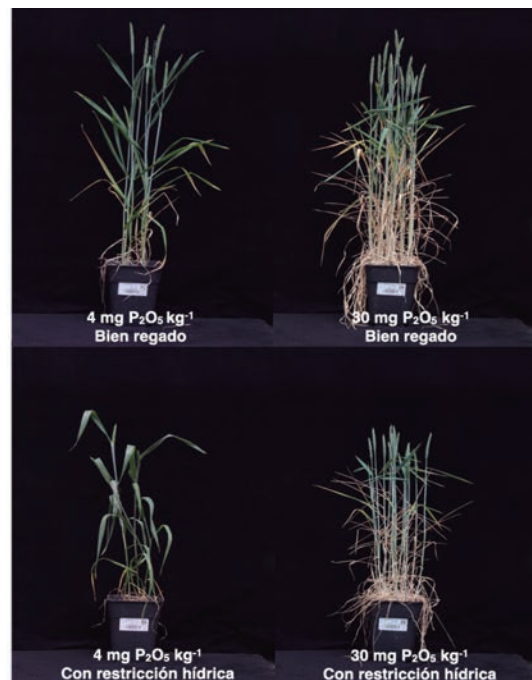 4 mg P₂O₅ kg⁻¹
Bien regado
30 mg P₂O₅ kg⁻¹
Bien regado
4 mg P₂O₅ kg⁻¹
Con restricción hídrica
30 mg P₂O₅ kg⁻¹
Con restricción hídrica